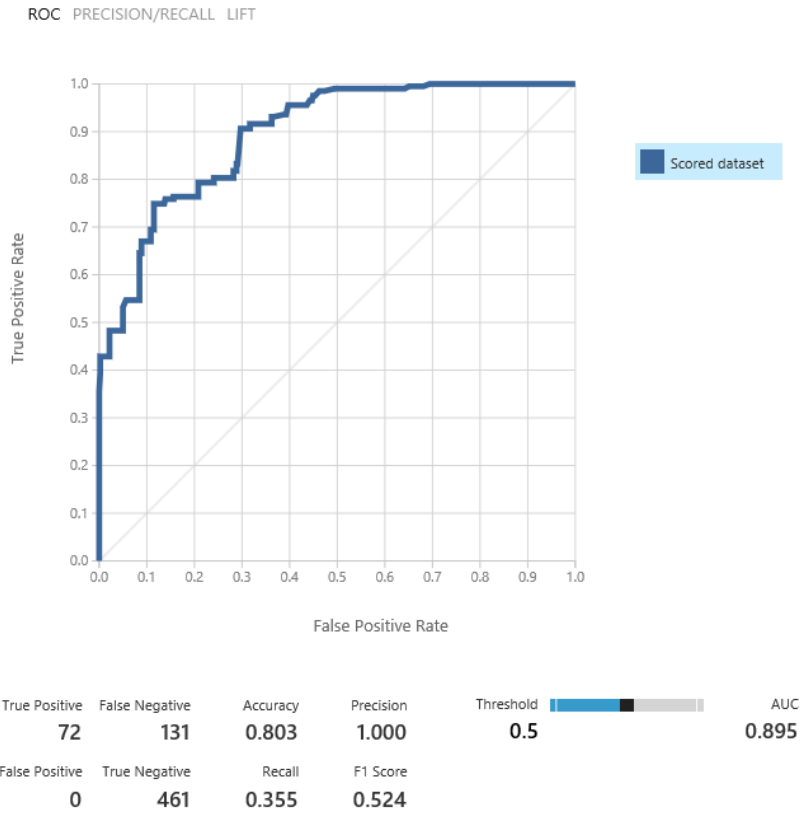 ROC PRECISION/RECALL LIFT
1.0
0.9
0.8
0.7
0.6
0.5
0.4
0.3
0.2
0.1
0.0
True Positive Rate
0.0 0.1 0.2 0.3 0.4 0.5 0.6 0.7 0.8 0.9 1.0
False Positive Rate
Scored dataset
True Positive False Negative Accuracy Precision Threshold AUC
72 131 0.803 1.000 0.5 0.895
False Positive True Negative Recall F1 Score
0 461 0.355 0.524